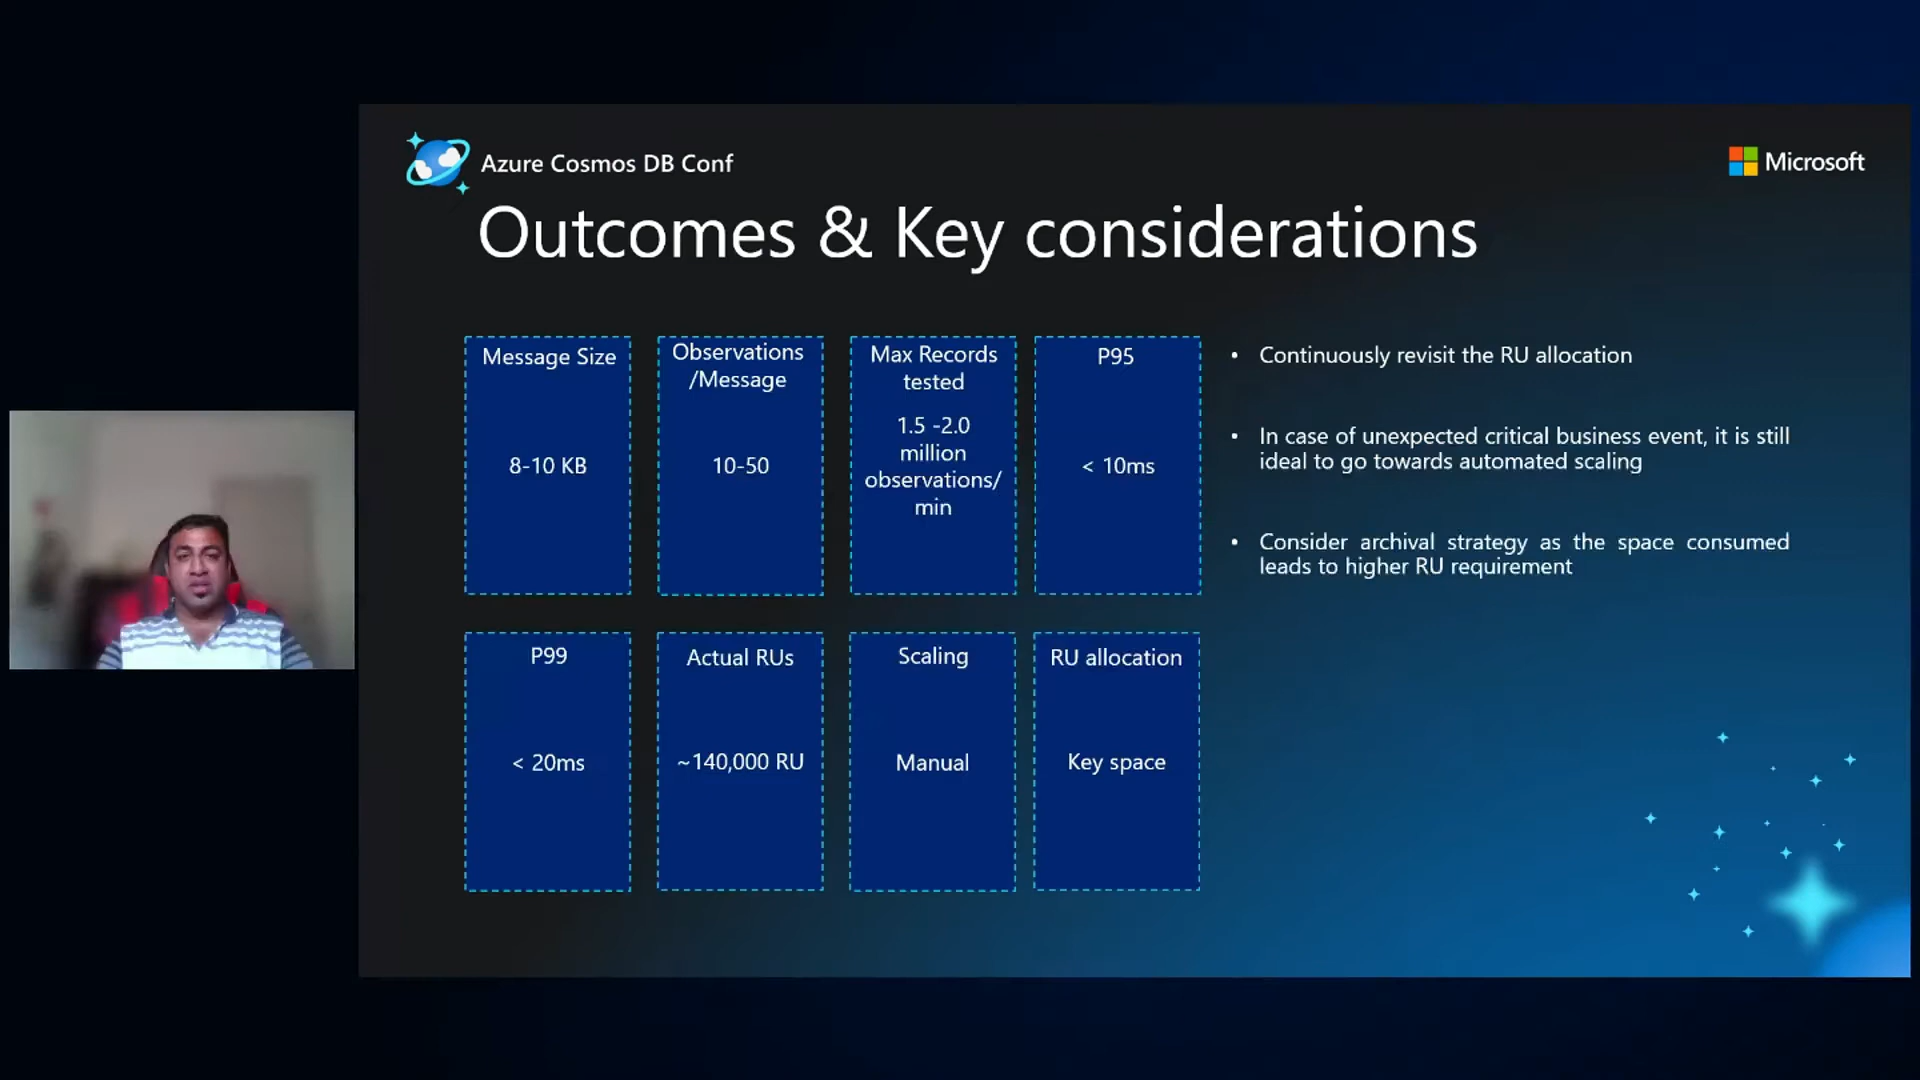 Azure Cosmos DB Conf
Microsoft
Outcomes & Key considerations
Message Size
8-10 KB
Observations
/Message
10-50
Max Records
tested
1.5 -2.0
million
observations/
min
P95
< 10ms
P99
< 20ms
Actual RUs
~140,000 RU
Scaling
Manual
RU allocation
Key space
• Continuously revisit the RU allocation
• In case of unexpected critical business event, it is still
ideal to go towards automated scaling
• Consider archival strategy as the space consumed
leads to higher RU requirement